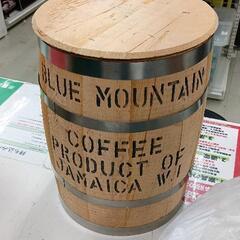 BLUE MOUNTAIN
COFFEE
PRODUCT OF
JAMAICA W.I